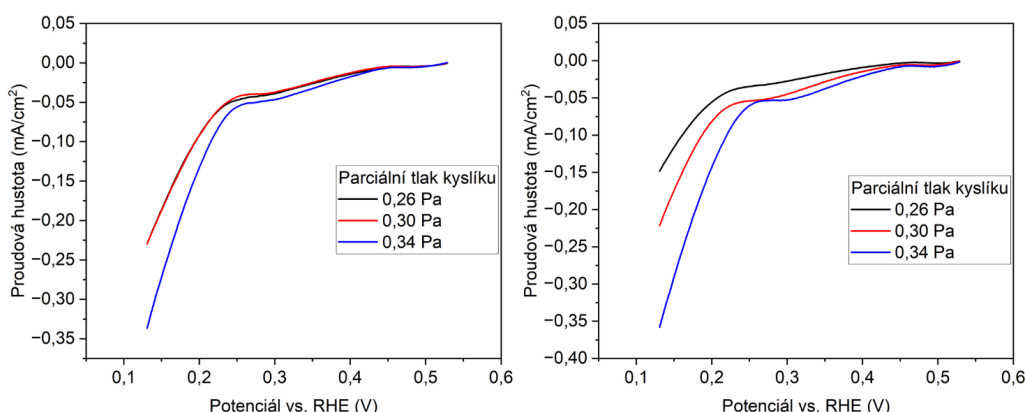 0,05
0,00
−0,05
−0,10
−0,15
−0,20
−0,25
−0,30
−0,35
Proudová hustota (mA/cm²)
Parciální tlak kyslíku
0,26 Pa
0,30 Pa
0,34 Pa
0,1 0,2 0,3 0,4 0,5 0,6
Potenciál vs. RHE (V)
0,05
0,00
−0,05
−0,10
−0,15
−0,20
−0,25
−0,30
−0,35
−0,40
Proudová hustota (mA/cm²)
Parciální tlak kyslíku
0,26 Pa
0,30 Pa
0,34 Pa
0,1 0,2 0,3 0,4 0,5 0,6
Potenciál vs. RHE (V)